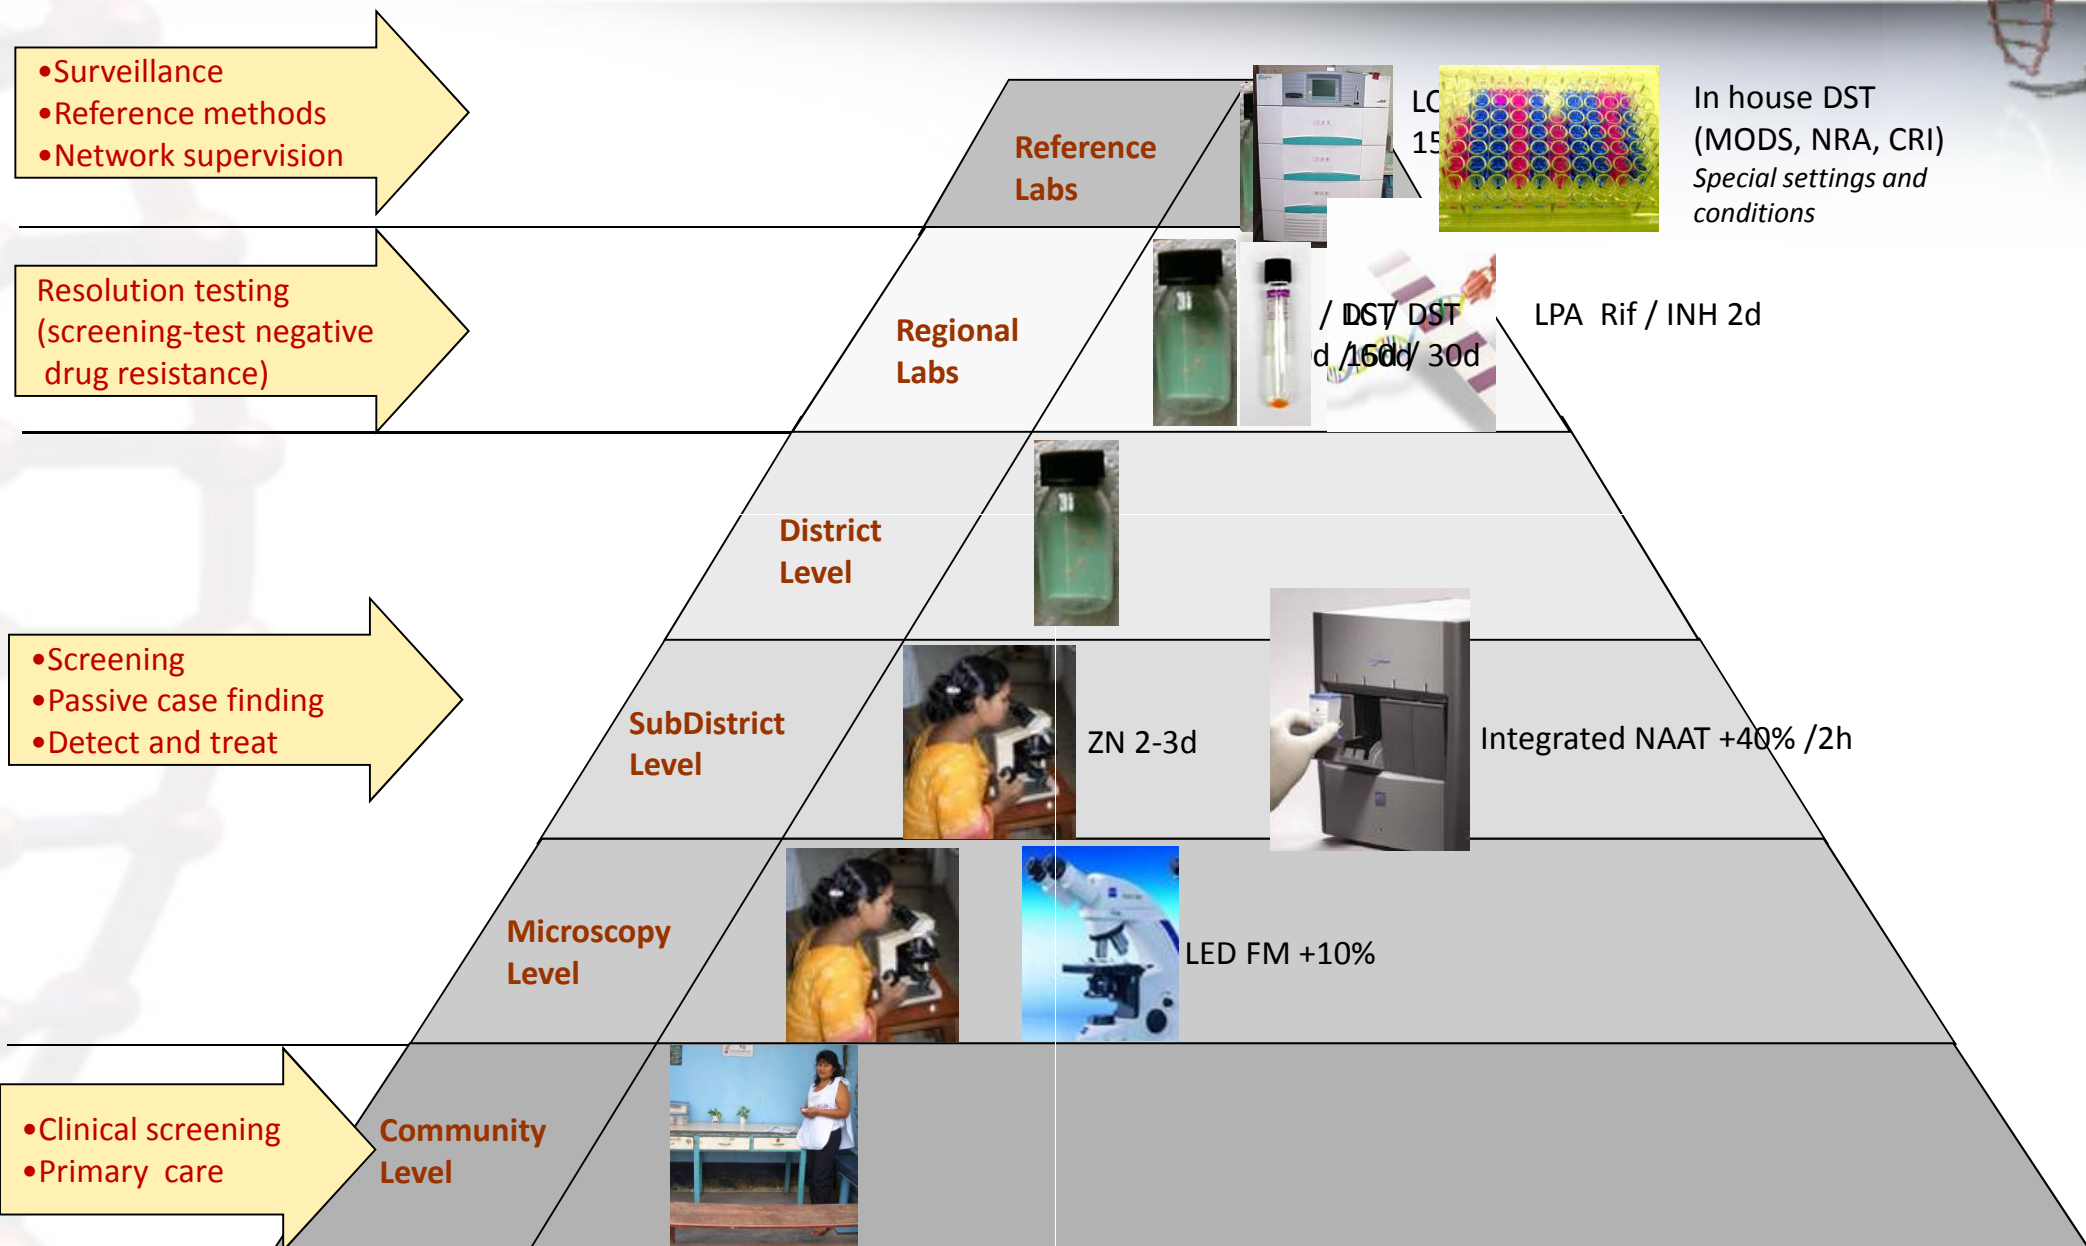 •Surveillance
•Reference methods
•Network supervision
Reference
Labs
In house DST
(MODS, NRA, CRI)
Special settings and
conditions
Resolution testing
(screening-test negative
drug resistance)
Regional
Labs
DST
30d
LPA Rif / INH 2d
District
Level
•Screening
•Passive case finding
•Detect and treat
SubDistrict
Level
ZN 2-3d
Integrated NAAT +40% /2h
Microscopy
Level
LED FM +10%
•Clinical screening
•Primary care
Community
Level